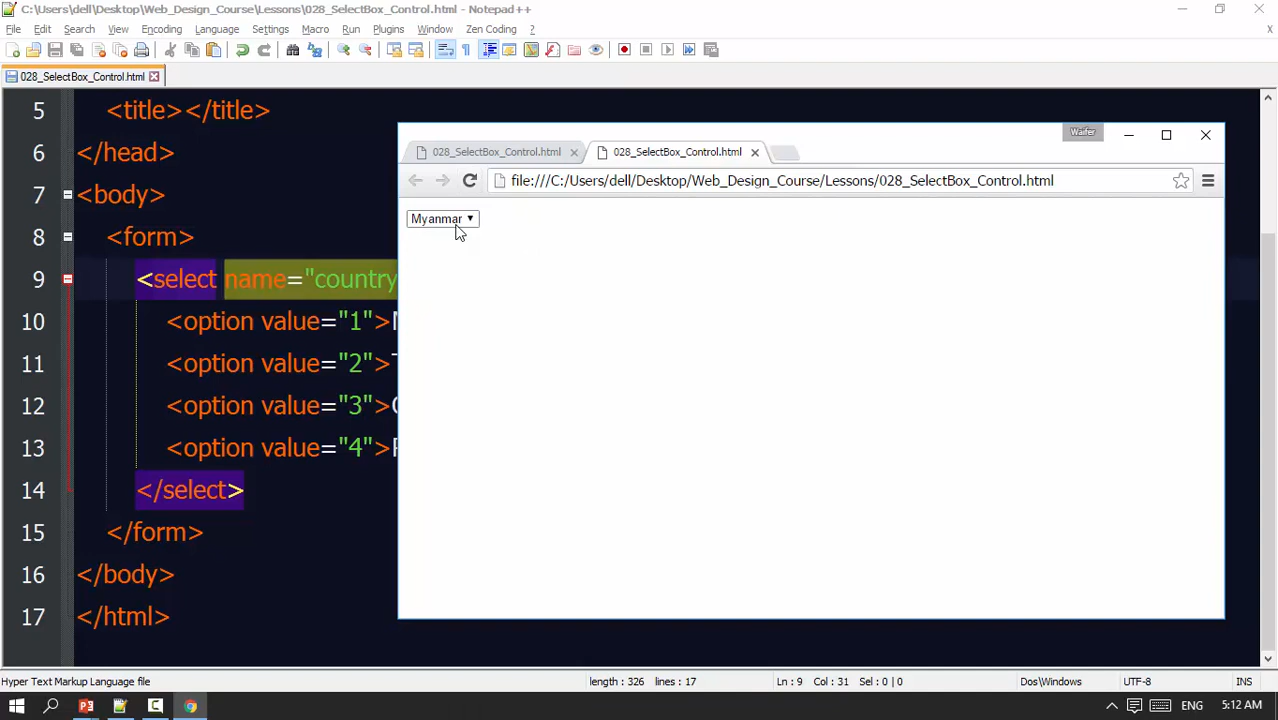 C:\Users\dell\Desktop\Web_Design_Course\Lessons\028_SelectBox_Control.html - Notepad++
File Edit Search View Encoding Language Settings Macro Run Plugins Window Zen Coding ? X
028_SelectBox_Control.html
5 <title></title>
6 </head>
7 <body>
8 <form>
9 <select name="country
10 <option value="1">
11 <option value="2">
12 <option value="3">
13 <option value="4">
14 </select>
15 </form>
16 </body>
17 </html>
Waifer
028_SelectBox_Control.html 028_SelectBox_Control.html
file:///C:/Users/dell/Desktop/Web_Design_Course/Lessons/028_SelectBox_Control.html
Myanmar
Hyper Text Markup Language file length : 326 lines : 17 Ln : 9 Col : 31 Sel : 0 | 0 Dos\Windows UTF-8 INS
ENG 5:12 AM